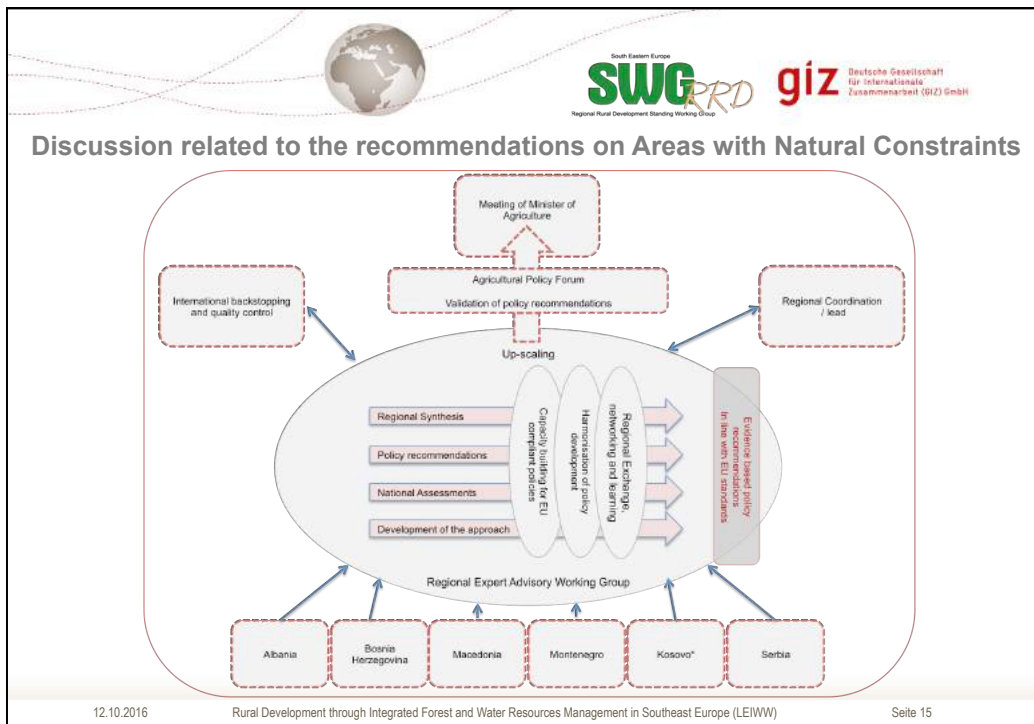 South Eastern Europe
SWG RRD
Regional Rural Development Standing Working Group
giz
Deutsche Gesellschaft
für Internationale
Zusammenarbeit (GIZ) GmbH
Discussion related to the recommendations on Areas with Natural Constraints
Meeting of Minister of
Agriculture
International backstopping
and quality control
Agricultural Policy Forum
Validation of policy recommendations
Regional Coordination
/ lead
Up-scaling
Regional Synthesis
Policy recommendations
National Assessments
Development of the approach
Capacity building for EU
compliant policies
Harmonisation of policy
development
Regional Exchange,
networking and learning
Evidence based policy
recommendations
In line with EU standards
Regional Expert Advisory Working Group
Albania
Bosnia
Herzegovina
Macedonia
Montenegro
Kosovo*
Serbia
12.10.2016
Rural Development through Integrated Forest and Water Resources Management in Southeast Europe (LEIWW)
Seite 15